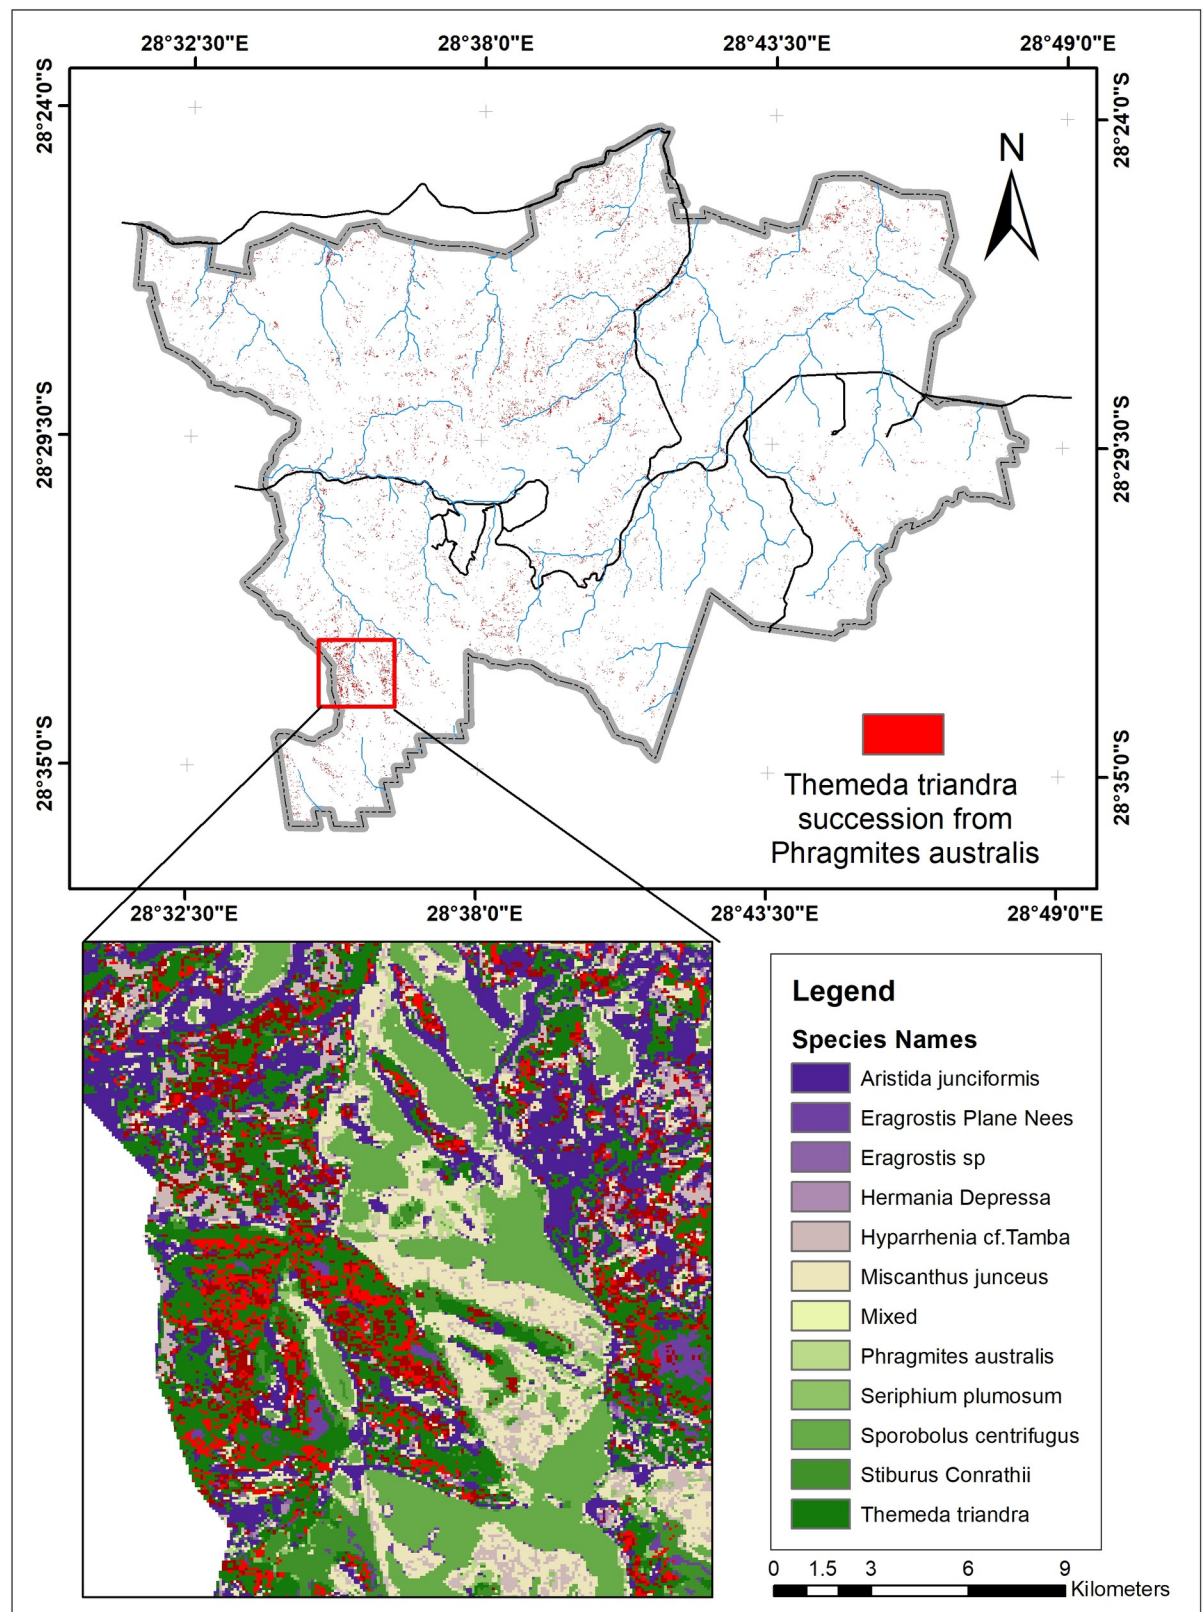 28°32'30"E 28°38'0"E 28°43'30"E 28°49'0"E
28°24'0"S
28°24'0"S
N
28°29'30"S
28°29'30"S
28°35'0"S
28°35'0"S
Themeda triandra
succession from
Phragmites australis
28°32'30"E 28°38'0"E 28°43'30"E 28°49'0"E
Legend
Species Names
Aristida junciformis
Eragrostis Plane Nees
Eragrostis sp
Hermania Depressa
Hyparrhenia cf.Tamba
Miscanthus junceus
Mixed
Phragmites australis
Seriphium plumosum
Sporobolus centrifugus
Stiburus Conrathii
Themeda triandra
0 1.5 3 6 9
Kilometers